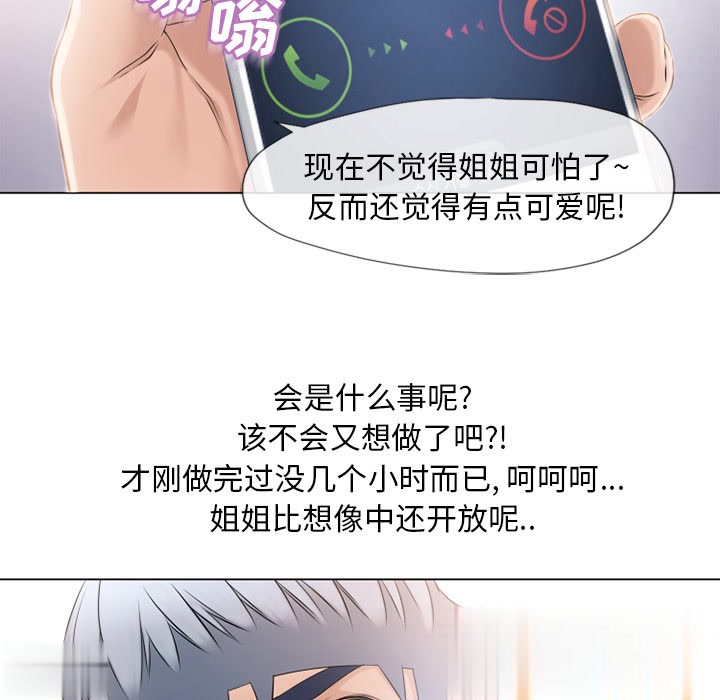 嗡嗡
现在不觉得姐姐可怕了~
反而还觉得有点可爱呢!
会是什么事呢?
该不会又想做了吧?!
才刚做完过没几个小时而已, 呵呵呵...
姐姐比想像中还开放呢..